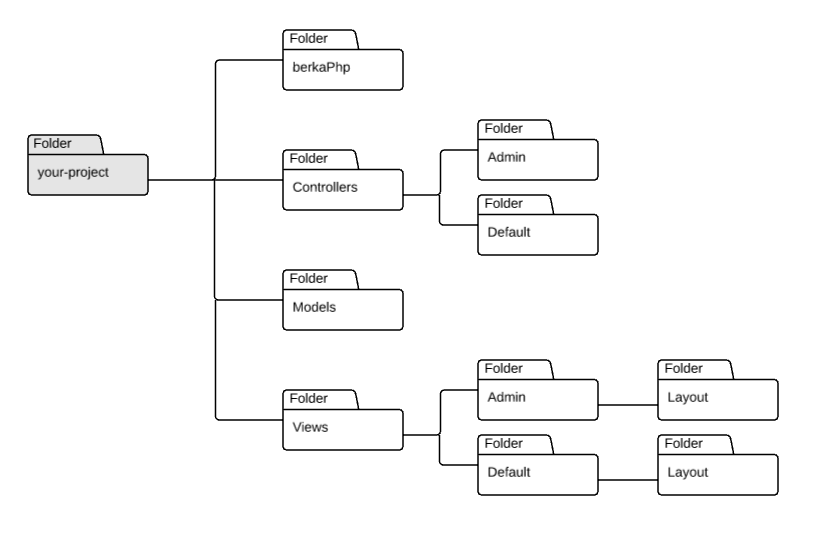 Folder
berkaPhp
Folder
Admin
Folder
your-project
Folder
Controllers
Folder
Default
Folder
Models
Folder
Admin
Folder
Layout
Folder
Views
Folder
Default
Folder
Layout